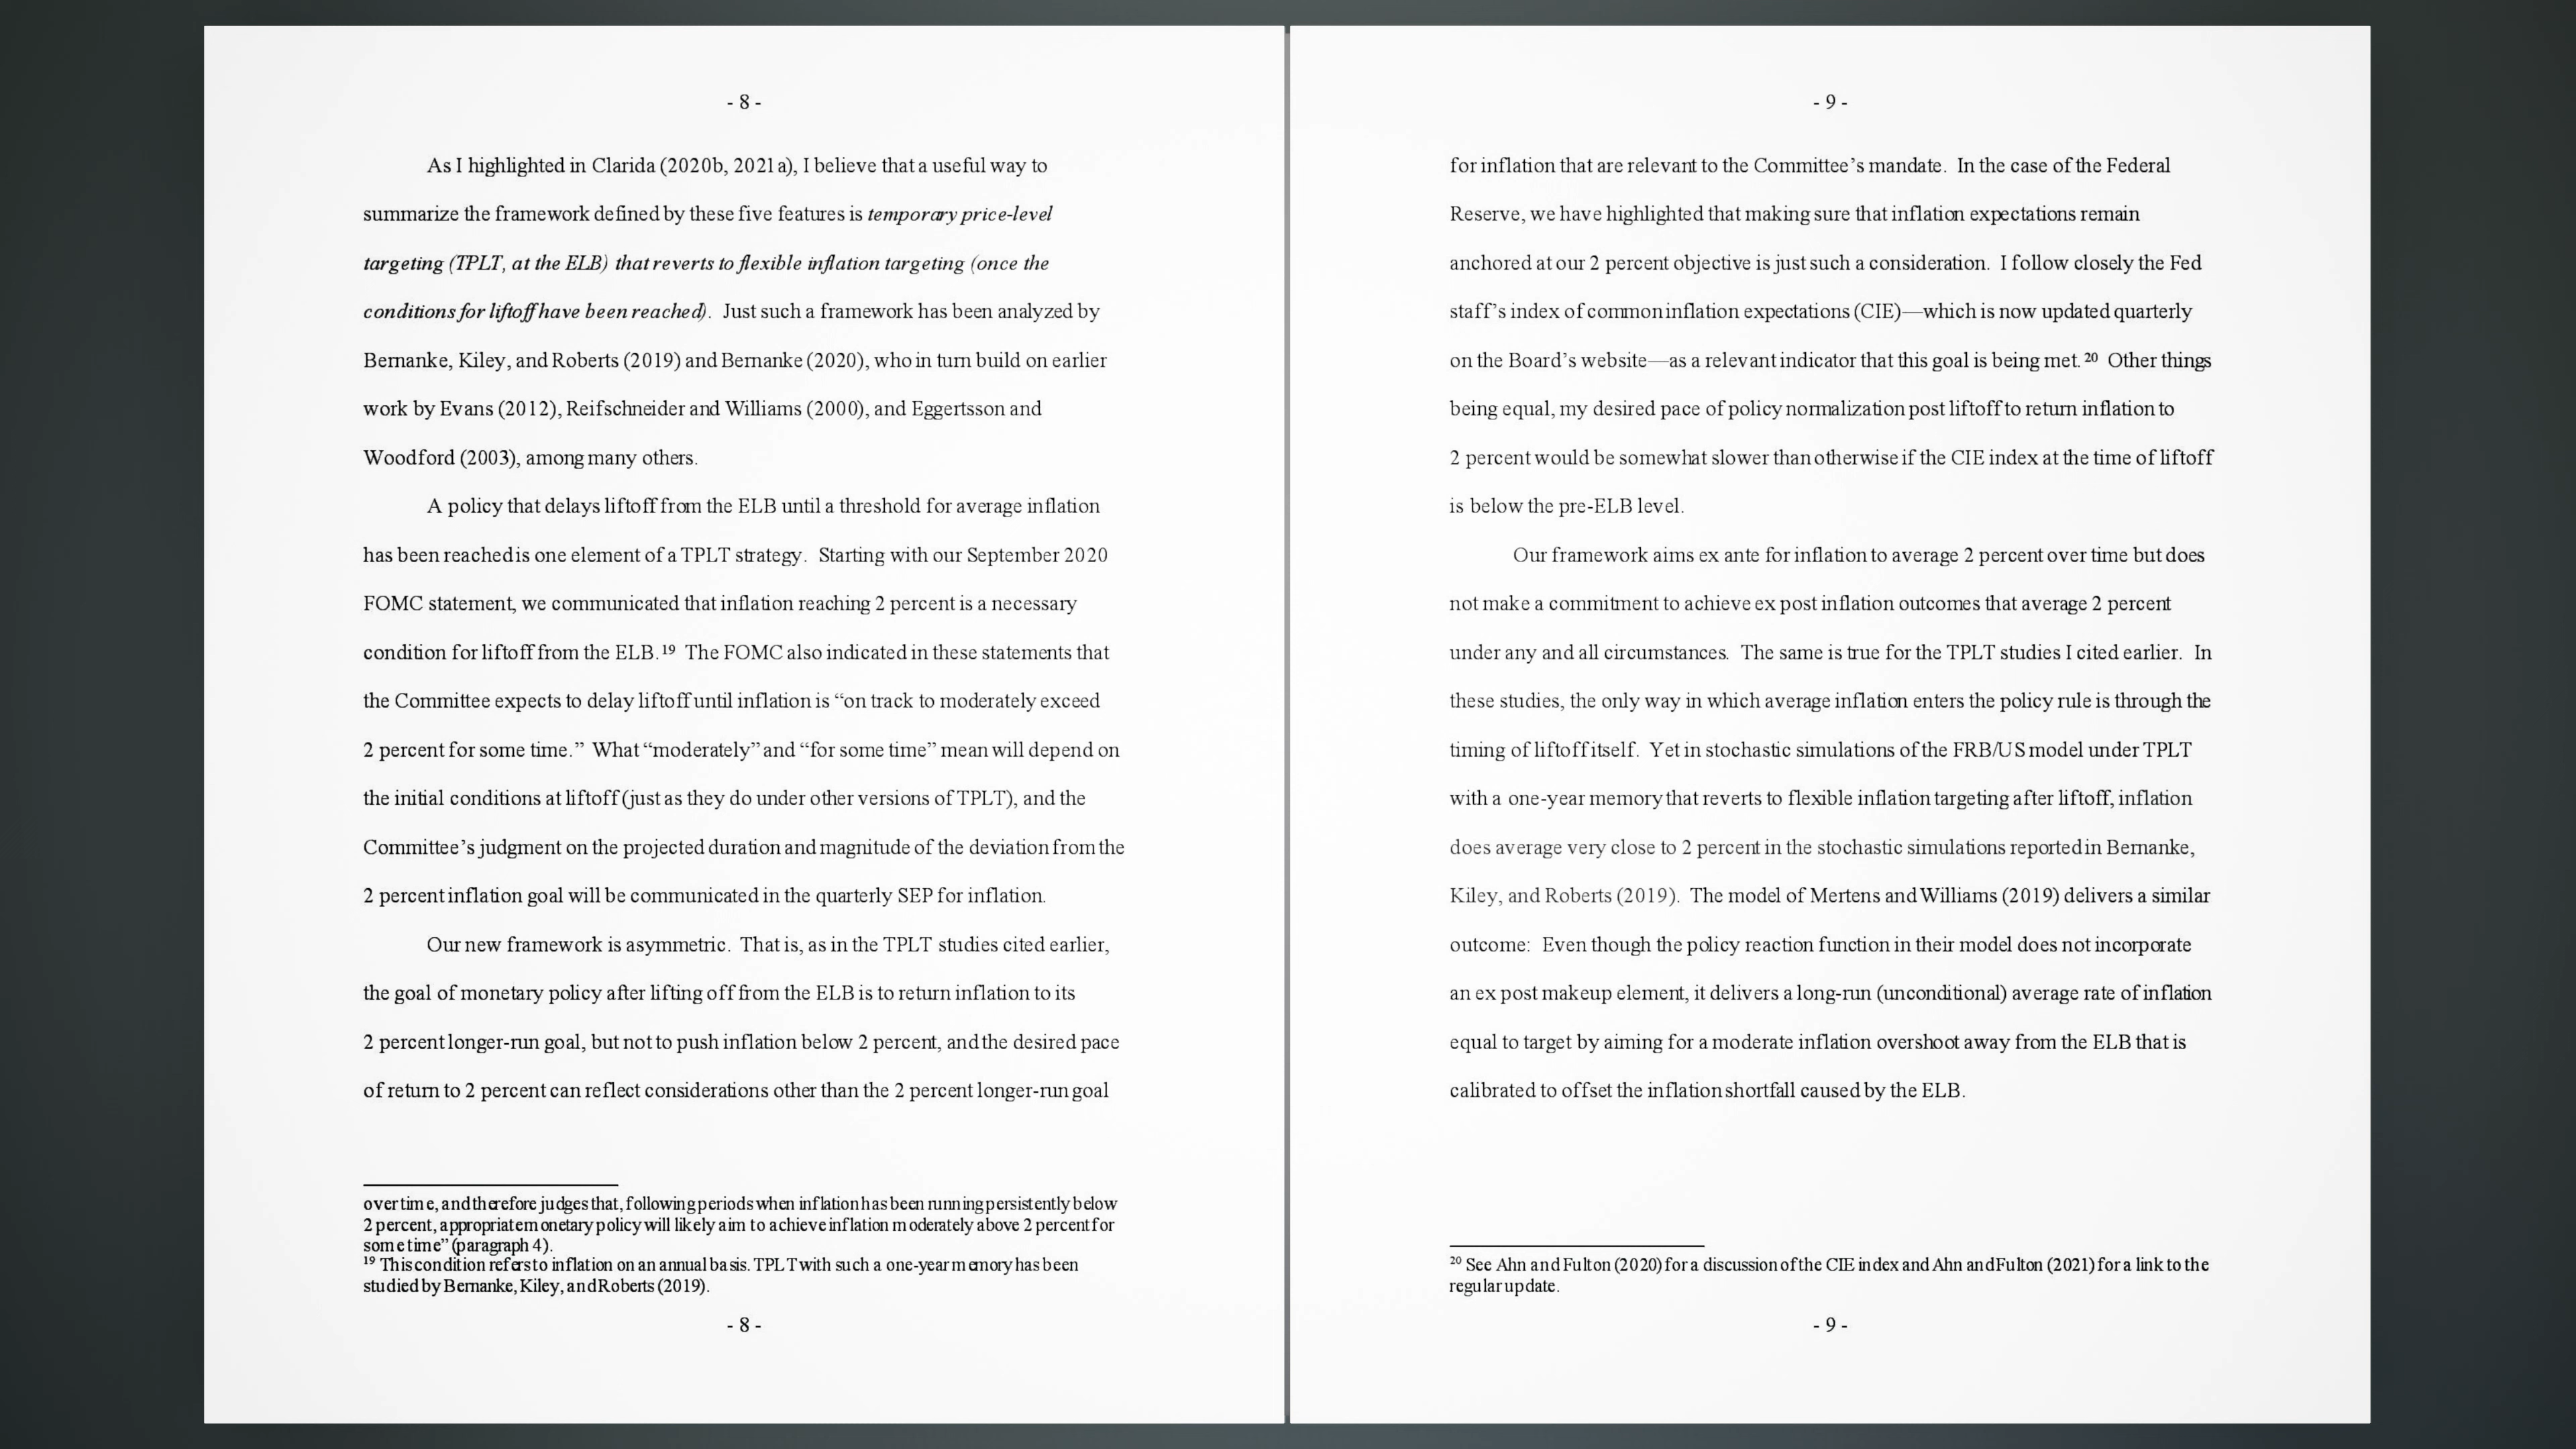 - 8 -
As I highlighted in Clarida (2020b, 2021a), I believe that a useful way to
summarize the framework defined by these five features is temporary price-level
targeting (TPLT, at the ELB) that reverts to flexible inflation targeting (once the
conditions for liftoff have been reached). Just such a framework has been analyzed by
Bernanke, Kiley, and Roberts (2019) and Bernanke (2020), who in turn build on earlier
work by Evans (2012), Reifschneider and Williams (2000), and Eggertsson and
Woodford (2003), among many others.
A policy that delays liftoff from the ELB until a threshold for average inflation
has been reached is one element of a TPLT strategy. Starting with our September 2020
FOMC statement, we communicated that inflation reaching 2 percent is a necessary
condition for liftoff from the ELB.¹⁹ The FOMC also indicated in these statements that
the Committee expects to delay liftoff until inflation is “on track to moderately exceed
2 percent for some time.” What “moderately” and “for some time” mean will depend on
the initial conditions at liftoff (just as they do under other versions of TPLT), and the
Committee’s judgment on the projected duration and magnitude of the deviation from the
2 percent inflation goal will be communicated in the quarterly SEP for inflation.
Our new framework is asymmetric. That is, as in the TPLT studies cited earlier,
the goal of monetary policy after lifting off from the ELB is to return inflation to its
2 percent longer-run goal, but not to push inflation below 2 percent, and the desired pace
of return to 2 percent can reflect considerations other than the 2 percent longer-run goal
over time, and therefore judges that, following periods when inflation has been running persistently below
2 percent, appropriate monetary policy will likely aim to achieve inflation moderately above 2 percent for
some time” (paragraph 4).
¹⁹ This condition refers to inflation on an annual basis. TPLT with such a one-year memory has been
studied by Bernanke, Kiley, and Roberts (2019).
- 8 -
- 9 -
for inflation that are relevant to the Committee’s mandate. In the case of the Federal
Reserve, we have highlighted that making sure that inflation expectations remain
anchored at our 2 percent objective is just such a consideration. I follow closely the Fed
staff’s index of common inflation expectations (CIE)—which is now updated quarterly
on the Board’s website—as a relevant indicator that this goal is being met.²⁰ Other things
being equal, my desired pace of policy normalization post liftoff to return inflation to
2 percent would be somewhat slower than otherwise if the CIE index at the time of liftoff
is below the pre-ELB level.
Our framework aims ex ante for inflation to average 2 percent over time but does
not make a commitment to achieve ex post inflation outcomes that average 2 percent
under any and all circumstances. The same is true for the TPLT studies I cited earlier. In
these studies, the only way in which average inflation enters the policy rule is through the
timing of liftoff itself. Yet in stochastic simulations of the FRB/US model under TPLT
with a one-year memory that reverts to flexible inflation targeting after liftoff, inflation
does average very close to 2 percent in the stochastic simulations reported in Bernanke,
Kiley, and Roberts (2019). The model of Mertens and Williams (2019) delivers a similar
outcome: Even though the policy reaction function in their model does not incorporate
an ex post makeup element, it delivers a long-run (unconditional) average rate of inflation
equal to target by aiming for a moderate inflation overshoot away from the ELB that is
calibrated to offset the inflation shortfall caused by the ELB.
²⁰ See Ahn and Fulton (2020) for a discussion of the CIE index and Ahn and Fulton (2021) for a link to the
regular update.
- 9 -